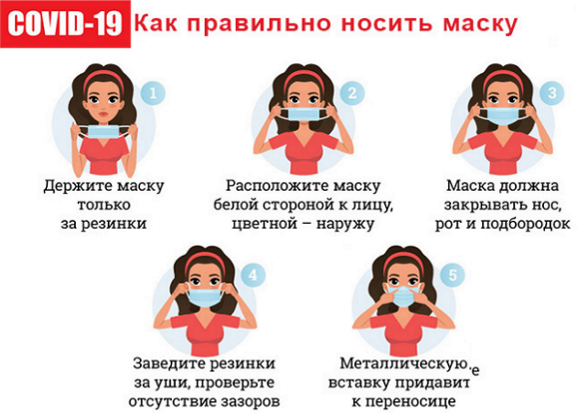 COVID-19 Как правильно носить маску
1
Держите маску
только
за резинки
2
Расположите маску
белой стороной к лицу,
цветной – наружу
3
Маска должна
закрывать нос,
рот и подбородок
4
Заведите резинки
за уши, проверьте
отсутствие зазоров
5
Металлическую
вставку придавите
к переносице